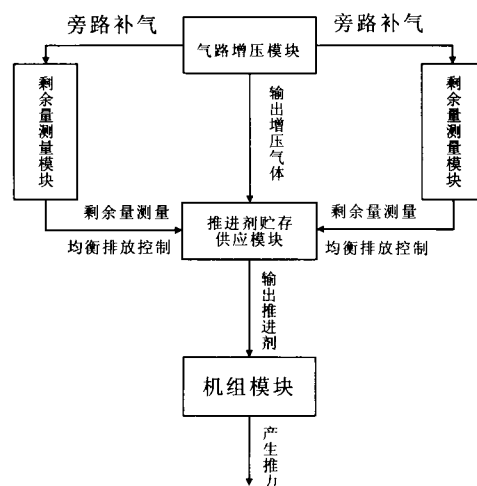 旁路补气
旁路补气
气路增压模块
剩余量测量模块
剩余量测量模块
输出增压气体
剩余量测量
剩余量测量
推进剂贮存
供应模块
均衡排放控制
均衡排放控制
输出推进剂
机组模块
产生推力